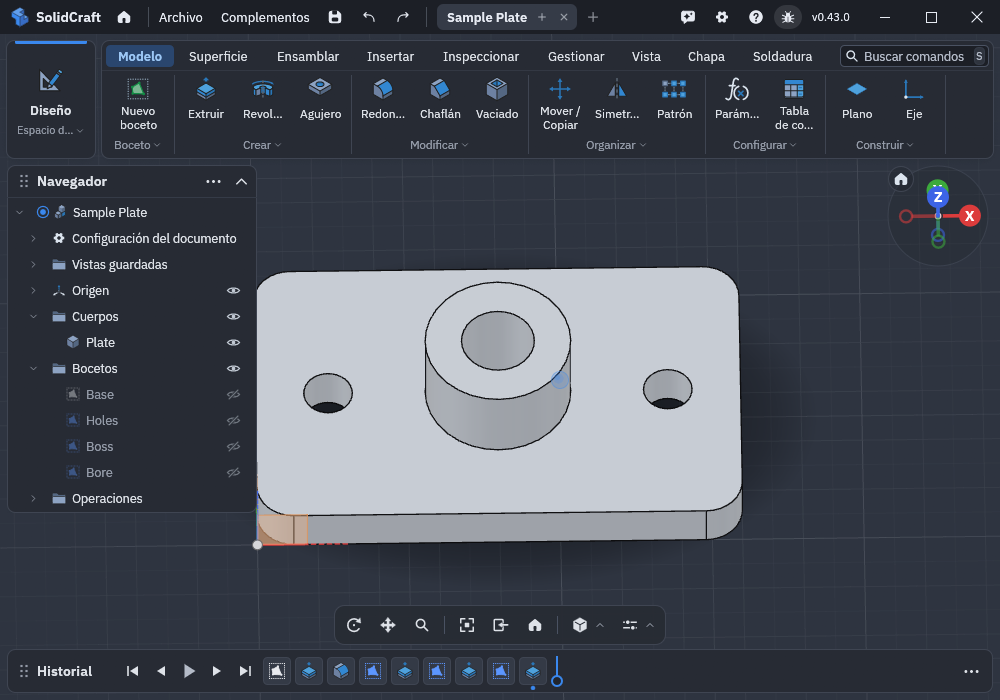 SolidCraft
Archivo
Complementos
Sample Plate
v0.43.0
Diseño
Espacio d...
Modelo
Superficie
Ensamblar
Insertar
Inspeccionar
Gestionar
Vista
Chapa
Soldadura
Buscar comandos
S
Nuevo
boceto
Extruir
Revol...
Agujero
Redon...
Chaflán
Vaciado
Mover /
Copiar
Simetr...
Patrón
Parám...
Tabla
de co...
Plano
Eje
Boceto
Crear
Modificar
Organizar
Configurar
Construir
Navegador
Sample Plate
Configuración del documento
Vistas guardadas
Origen
Cuerpos
Plate
Bocetos
Base
Holes
Boss
Bore
Operaciones
Z
X
Historial